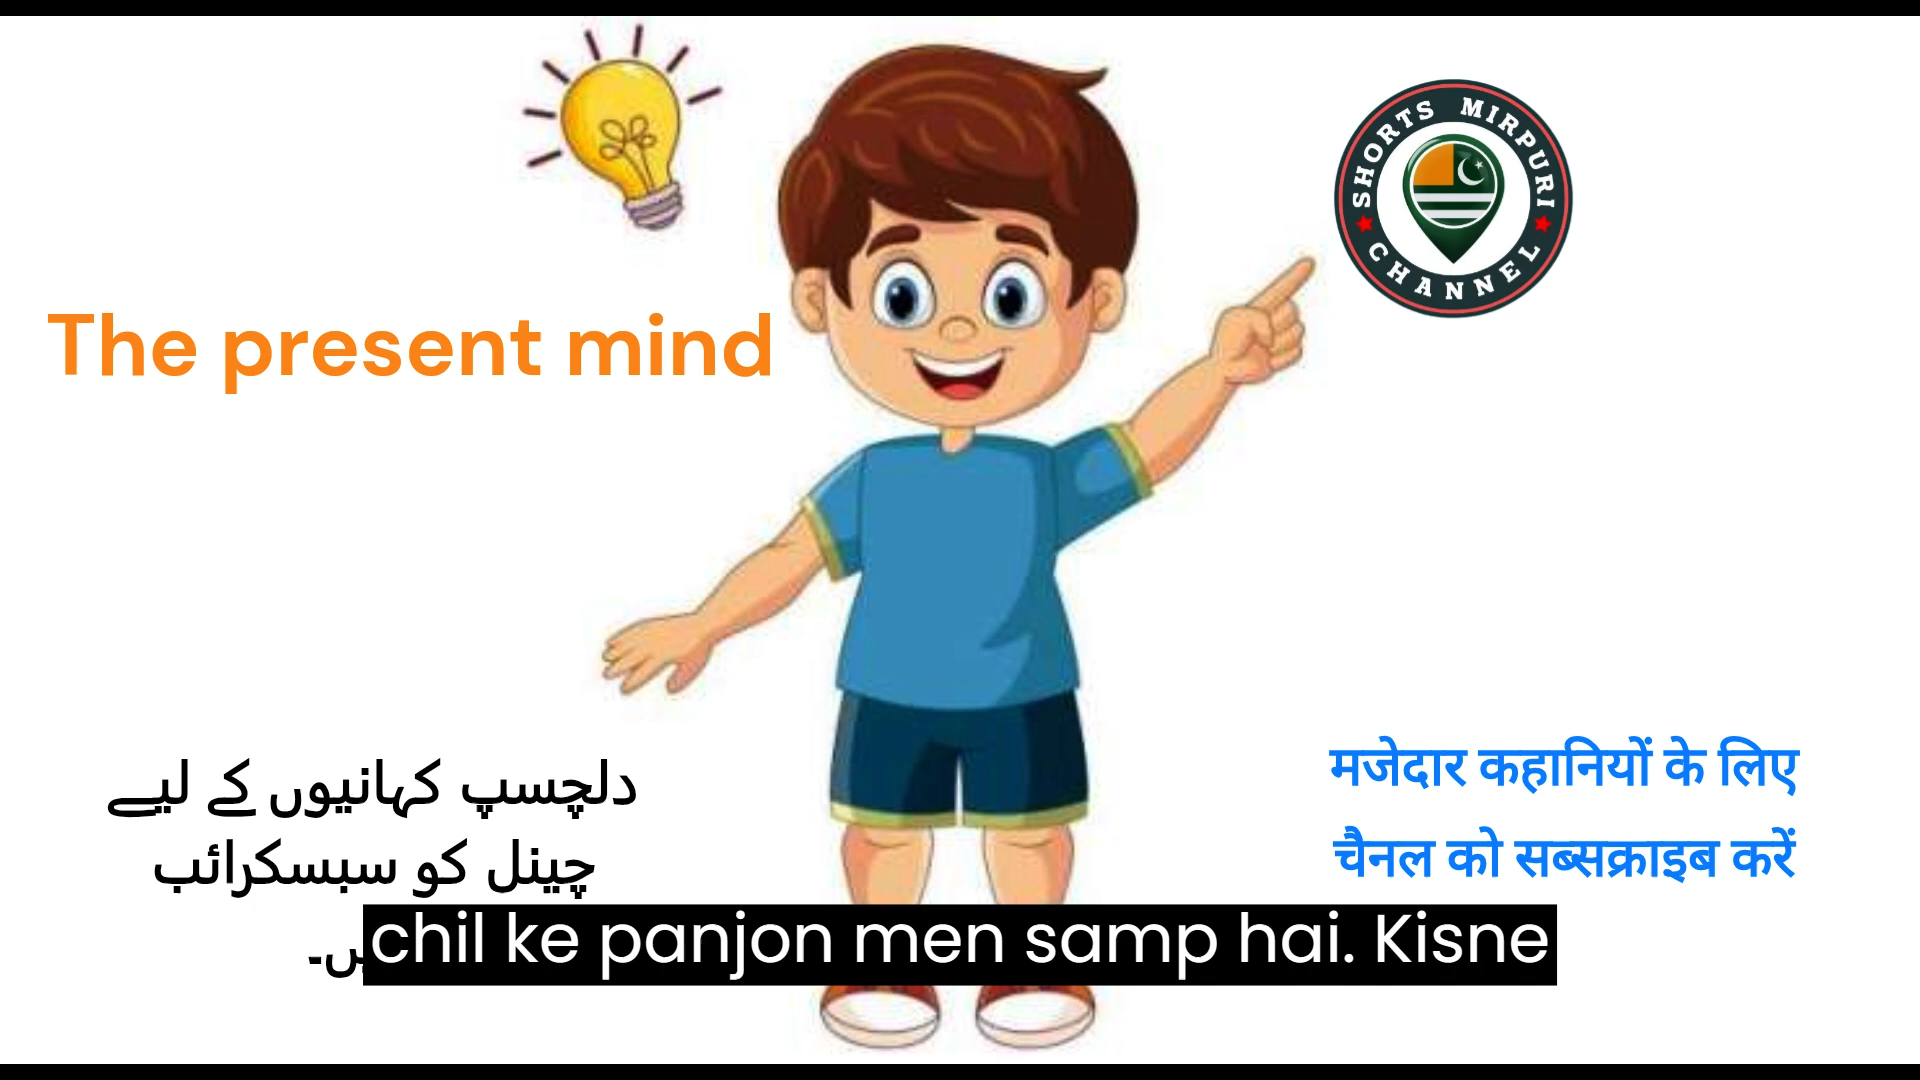 SHORTS MIRPURI
CHANNEL
The present mind
دلچسپ کہانیوں کے لیے
چینل کو سبسکرائب
मजेदार कहानियों के लिए
चैनल को सब्सक्राइब करें
chil ke panjon men samp hai. Kisne